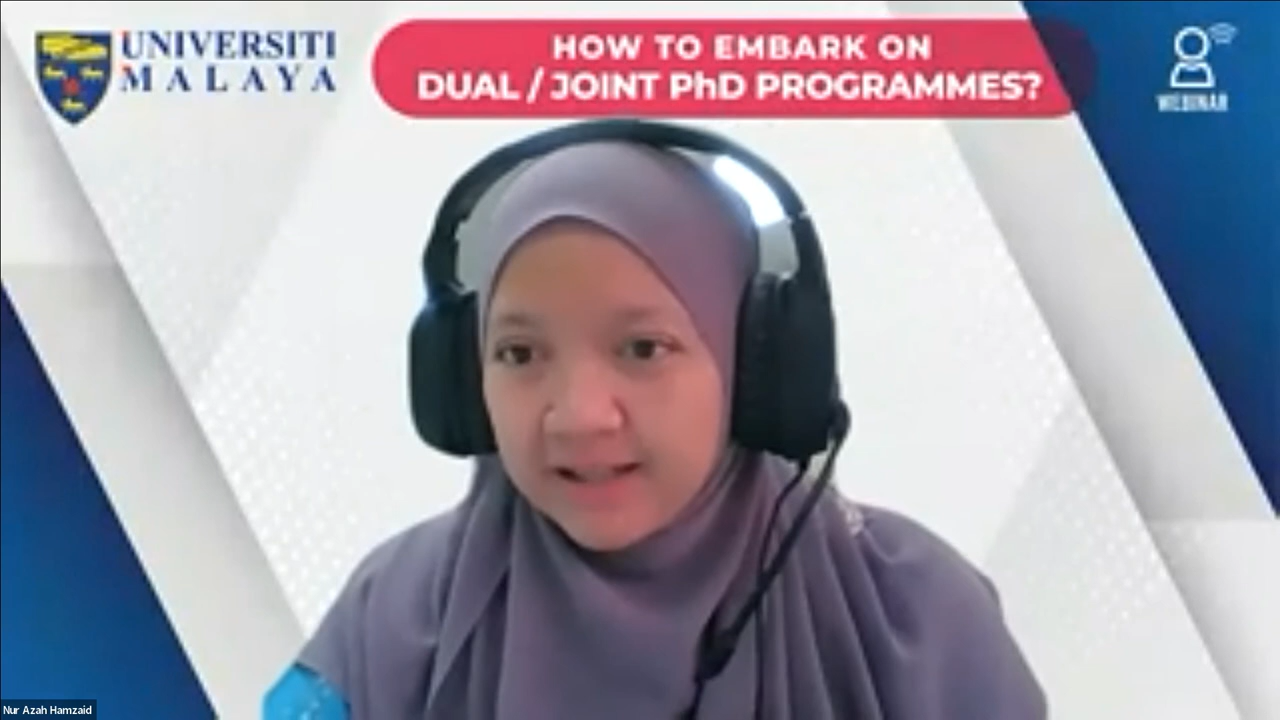 UNIVERSITI
MALAYA
HOW TO EMBARK ON
DUAL / JOINT PhD PROGRAMMES?
WEBINAR
Nur Azah Hamzaid